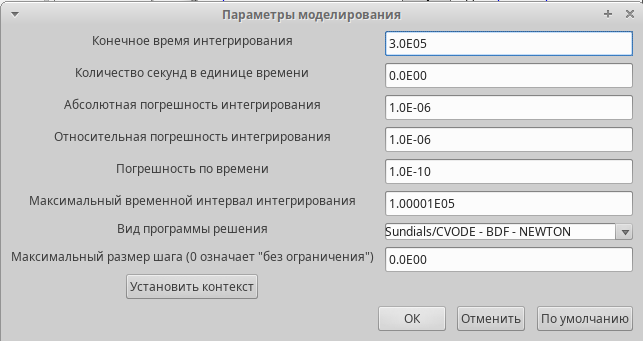 Параметры моделирования
Конечное время интегрирования 3.0E05
Количество секунд в единице времени 0.0E00
Абсолютная погрешность интегрирования 1.0E-06
Относительная погрешность интегрирования 1.0E-06
Погрешность по времени 1.0E-10
Максимальный временной интервал интегрирования 1.00001E05
Вид программы решения Sundials/CVODE - BDF - NEWTON
Максимальный размер шага (0 означает "без ограничения") 0.0E00
Установить контекст
ОК Отменить По умолчанию